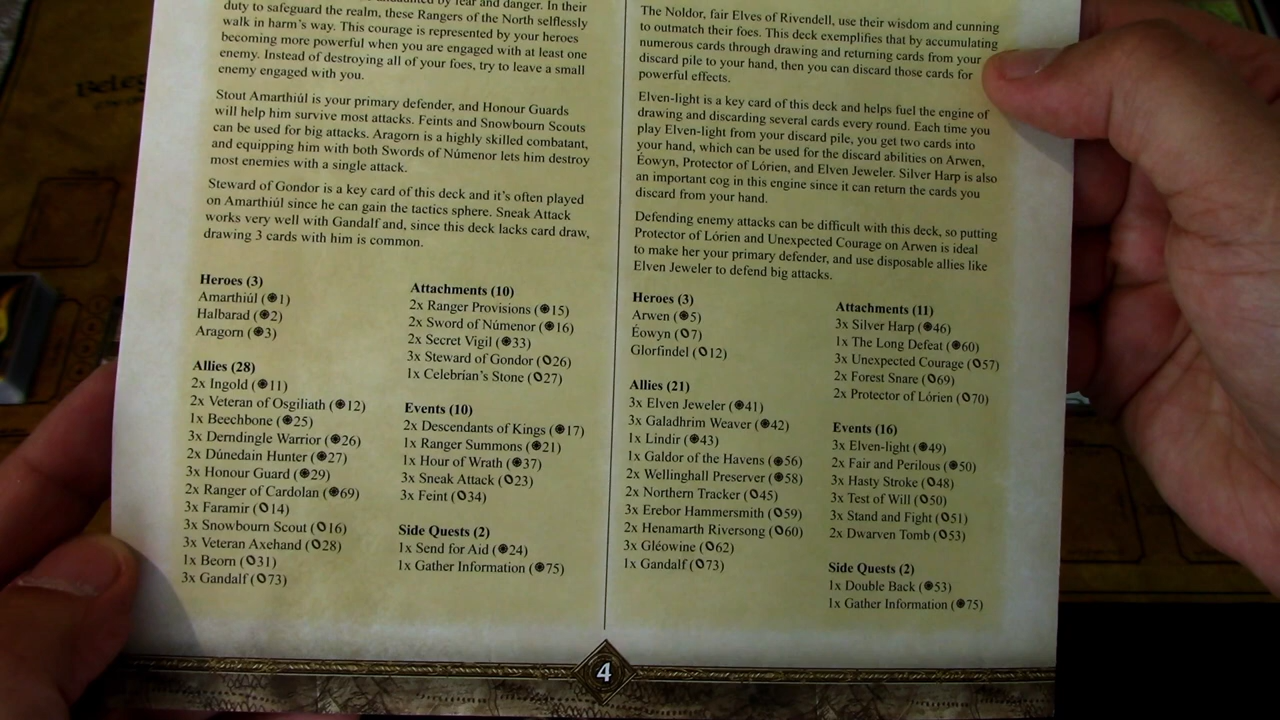 duty to safeguard the realm, these Rangers of the North selflessly
walk in harm's way. This courage is represented by your heroes
becoming more powerful when you are engaged with at least one
enemy. Instead of destroying all of your foes, try to leave a small
enemy engaged with you.
Stout Amarthiúl is your primary defender, and Honour Guards
will help him survive most attacks. Feints and Snowbourn Scouts
can be used for big attacks. Aragorn is a highly skilled combatant,
and equipping him with both Swords of Númenor lets him destroy
most enemies with a single attack.
Steward of Gondor is a key card of this deck and it's often played
on Amarthiúl since he can gain the tactics sphere. Sneak Attack
works very well with Gandalf and, since this deck lacks card draw,
drawing 3 cards with him is common.
Heroes (3)
Amarthiúl (1)
Halbarad (2)
Aragorn (3)
Allies (28)
2x Ingold (11)
2x Veteran of Osgiliath (12)
1x Beechbone (25)
3x Derndingle Warrior (26)
2x Dúnedain Hunter (27)
3x Honour Guard (29)
2x Ranger of Cardolan (69)
3x Faramir (14)
3x Snowbourn Scout (16)
3x Veteran Axehand (28)
1x Beorn (31)
3x Gandalf (73)
Attachments (10)
2x Ranger Provisions (15)
2x Sword of Númenor (16)
2x Secret Vigil (33)
3x Steward of Gondor (26)
1x Celebrían's Stone (27)
Events (10)
2x Descendants of Kings (17)
1x Ranger Summons (21)
1x Hour of Wrath (37)
3x Sneak Attack (23)
3x Feint (34)
Side Quests (2)
1x Send for Aid (24)
1x Gather Information (75)
The Noldor, fair Elves of Rivendell, use their wisdom and cunning
to outmatch their foes. This deck exemplifies that by accumulating
numerous cards through drawing and returning cards from your
discard pile to your hand, then you can discard those cards for
powerful effects.
Elven-light is a key card of this deck and helps fuel the engine of
drawing and discarding several cards every round. Each time you
play Elven-light from your discard pile, you get two cards into
your hand, which can be used for the discard abilities on Arwen,
Éowyn, Protector of Lórien, and Elven Jeweler. Silver Harp is also
an important cog in this engine since it can return the cards you
discard from your hand.
Defending enemy attacks can be difficult with this deck, so putting
Protector of Lórien and Unexpected Courage on Arwen is ideal
to make her your primary defender, and use disposable allies like
Elven Jeweler to defend big attacks.
Heroes (3)
Arwen (5)
Éowyn (7)
Glorfindel (12)
Allies (21)
3x Elven Jeweler (41)
3x Galadhrim Weaver (42)
1x Lindir (43)
1x Galdor of the Havens (56)
2x Wellinghall Preserver (58)
2x Northern Tracker (45)
3x Erebor Hammersmith (59)
2x Henamarth Riversong (60)
3x Gléowine (62)
1x Gandalf (73)
Attachments (11)
3x Silver Harp (46)
1x The Long Defeat (60)
3x Unexpected Courage (57)
2x Forest Snare (69)
2x Protector of Lórien (70)
Events (16)
3x Elven-light (49)
2x Fair and Perilous (50)
3x Hasty Stroke (48)
3x Test of Will (50)
3x Stand and Fight (51)
2x Dwarven Tomb (53)
Side Quests (2)
1x Double Back (53)
1x Gather Information (75)
4